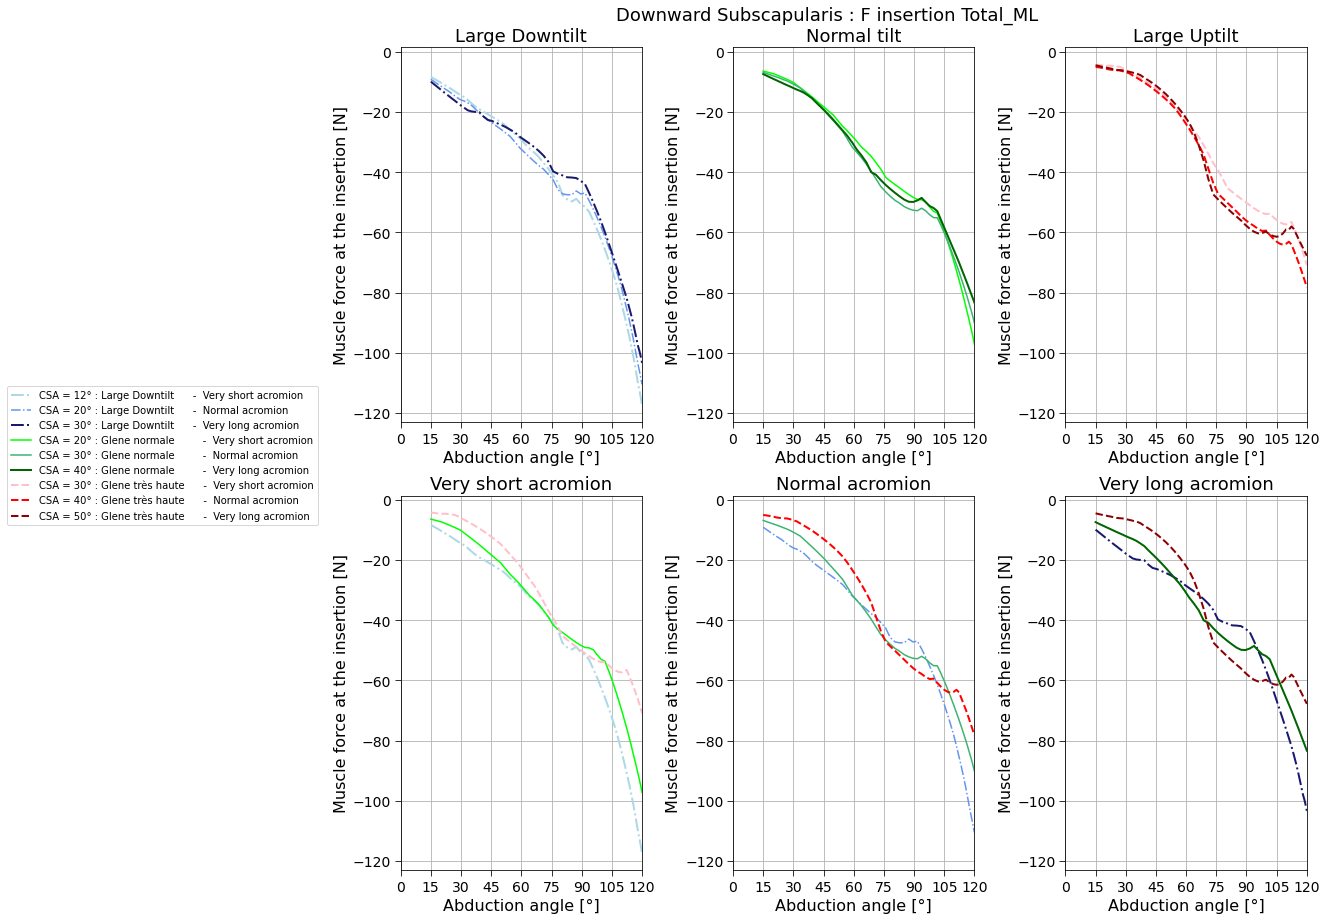 Downward Subscapularis : F insertion Total_ML
Large Downtilt
Normal tilt
Large Uptilt
0
−20
−40
−60
−80
−100
−120
Muscle force at the insertion [N]
0 15 30 45 60 75 90 105 120
Abduction angle [°]
0
−20
−40
−60
−80
−100
−120
Muscle force at the insertion [N]
0 15 30 45 60 75 90 105 120
Abduction angle [°]
0
−20
−40
−60
−80
−100
−120
Muscle force at the insertion [N]
0 15 30 45 60 75 90 105 120
Abduction angle [°]
CSA = 12° : Large Downtilt - Very short acromion
CSA = 20° : Large Downtilt - Normal acromion
CSA = 30° : Large Downtilt - Very long acromion
CSA = 20° : Glene normale - Very short acromion
CSA = 30° : Glene normale - Normal acromion
CSA = 40° : Glene normale - Very long acromion
CSA = 30° : Glene très haute - Very short acromion
CSA = 40° : Glene très haute - Normal acromion
CSA = 50° : Glene très haute - Very long acromion
Very short acromion
Normal acromion
Very long acromion
0
−20
−40
−60
−80
−100
−120
Muscle force at the insertion [N]
0 15 30 45 60 75 90 105 120
Abduction angle [°]
0
−20
−40
−60
−80
−100
−120
Muscle force at the insertion [N]
0 15 30 45 60 75 90 105 120
Abduction angle [°]
0
−20
−40
−60
−80
−100
−120
Muscle force at the insertion [N]
0 15 30 45 60 75 90 105 120
Abduction angle [°]